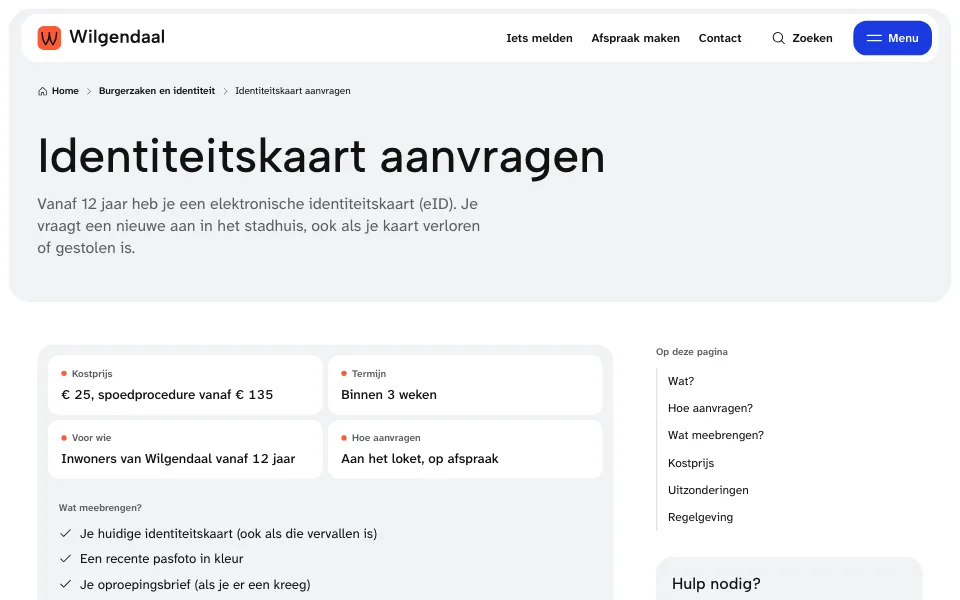 Wilgendaal
Iets melden
Afspraak maken
Contact
Zoeken
Menu
Home
Burgerzaken en identiteit
Identiteitskaart aanvragen
Identiteitskaart aanvragen
Vanaf 12 jaar heb je een elektronische identiteitskaart (eID). Je
vraagt een nieuwe aan in het stadhuis, ook als je kaart verloren
of gestolen is.
Kostprijs
€ 25, spoedprocedure vanaf € 135
Termijn
Binnen 3 weken
Voor wie
Inwoners van Wilgendaal vanaf 12 jaar
Hoe aanvragen
Aan het loket, op afspraak
Wat meebrengen?
Je huidige identiteitskaart (ook als die vervallen is)
Een recente pasfoto in kleur
Je oproepingsbrief (als je er een kreeg)
Op deze pagina
Wat?
Hoe aanvragen?
Wat meebrengen?
Kostprijs
Uitzonderingen
Regelgeving
Hulp nodig?